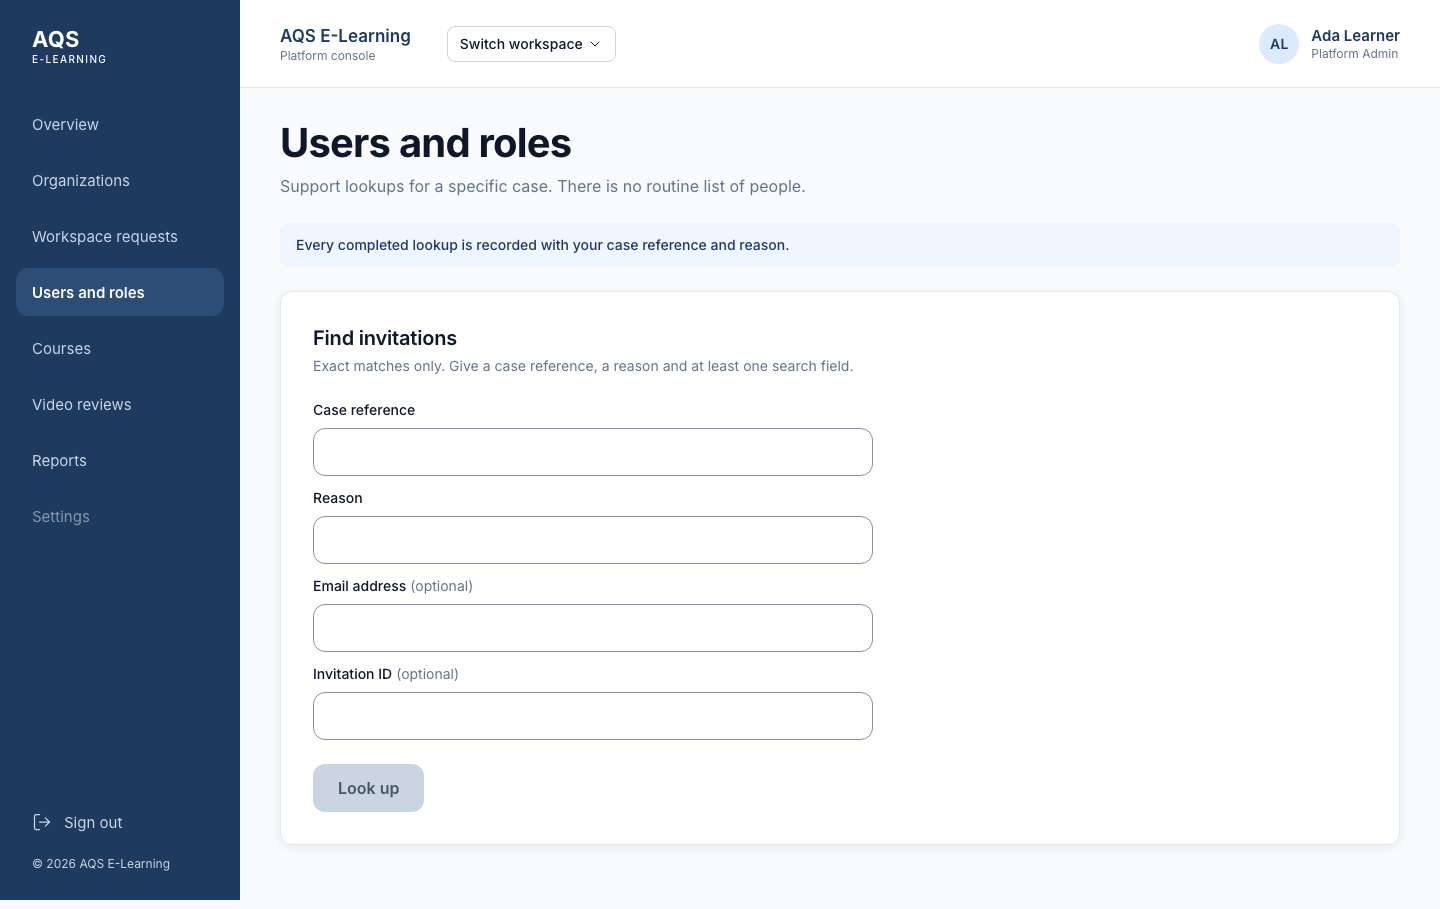 AQS
E-LEARNING
Overview
Organizations
Workspace requests
Users and roles
Courses
Video reviews
Reports
Settings
Sign out
© 2026 AQS E-Learning
AQS E-Learning
Platform console
Switch workspace
AL
Ada Learner
Platform Admin
Users and roles
Support lookups for a specific case. There is no routine list of people.
Every completed lookup is recorded with your case reference and reason.
Find invitations
Exact matches only. Give a case reference, a reason and at least one search field.
Case reference
Reason
Email address (optional)
Invitation ID (optional)
Look up